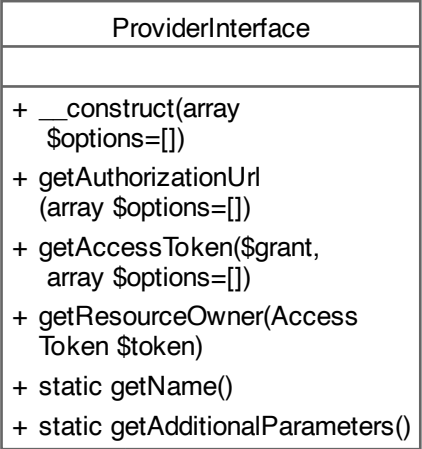 ProviderInterface
+ __construct(array
$options=[])
+ getAuthorizationUrl
(array $options=[])
+ getAccessToken($grant,
array $options=[])
+ getResourceOwner(Access
Token $token)
+ static getName()
+ static getAdditionalParameters()